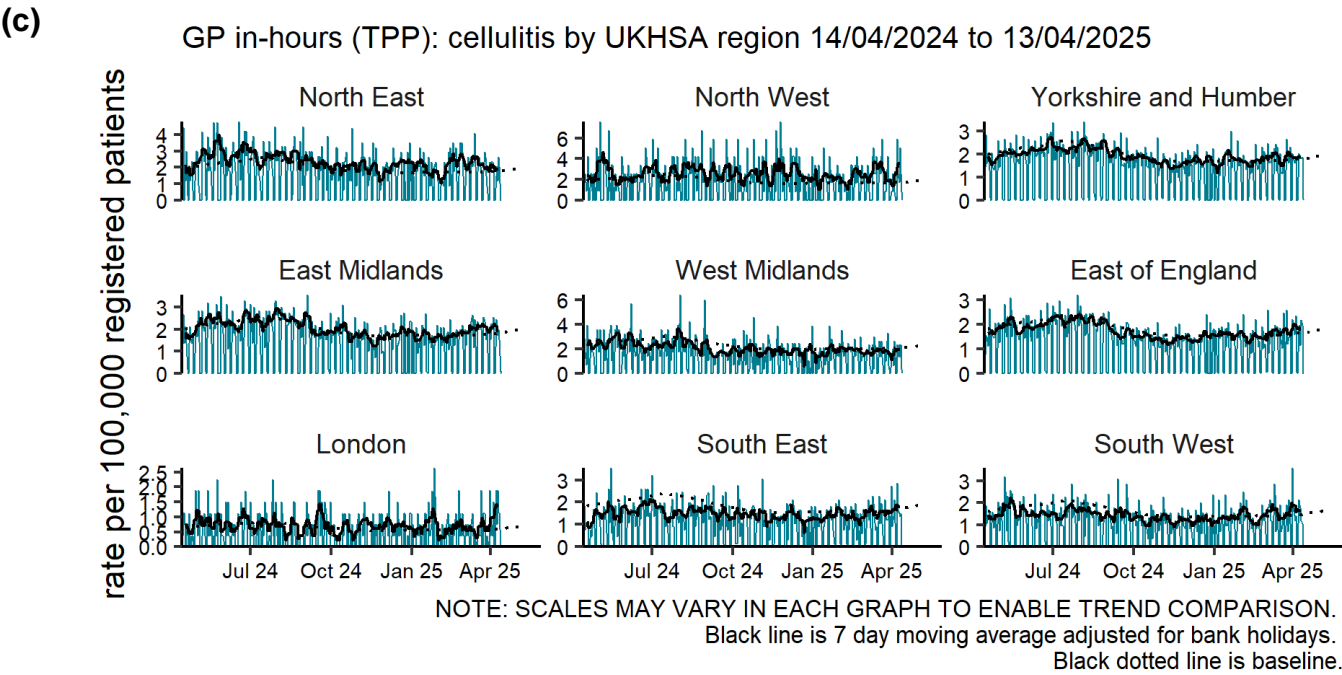 (c)
GP in-hours (TPP): cellulitis by UKHSA region 14/04/2024 to 13/04/2025
rate per 100,000 registered patients
North East
4
3
2
1
0
North West
6
4
2
0
Yorkshire and Humber
3
2
1
0
East Midlands
3
2
1
0
West Midlands
6
4
2
0
East of England
3
2
1
0
London
2.5
2.0
1.5
1.0
0.5
0.0
Jul 24 Oct 24 Jan 25 Apr 25
South East
3
2
1
0
Jul 24 Oct 24 Jan 25 Apr 25
South West
3
2
1
0
Jul 24 Oct 24 Jan 25 Apr 25
NOTE: SCALES MAY VARY IN EACH GRAPH TO ENABLE TREND COMPARISON.
Black line is 7 day moving average adjusted for bank holidays.
Black dotted line is baseline.